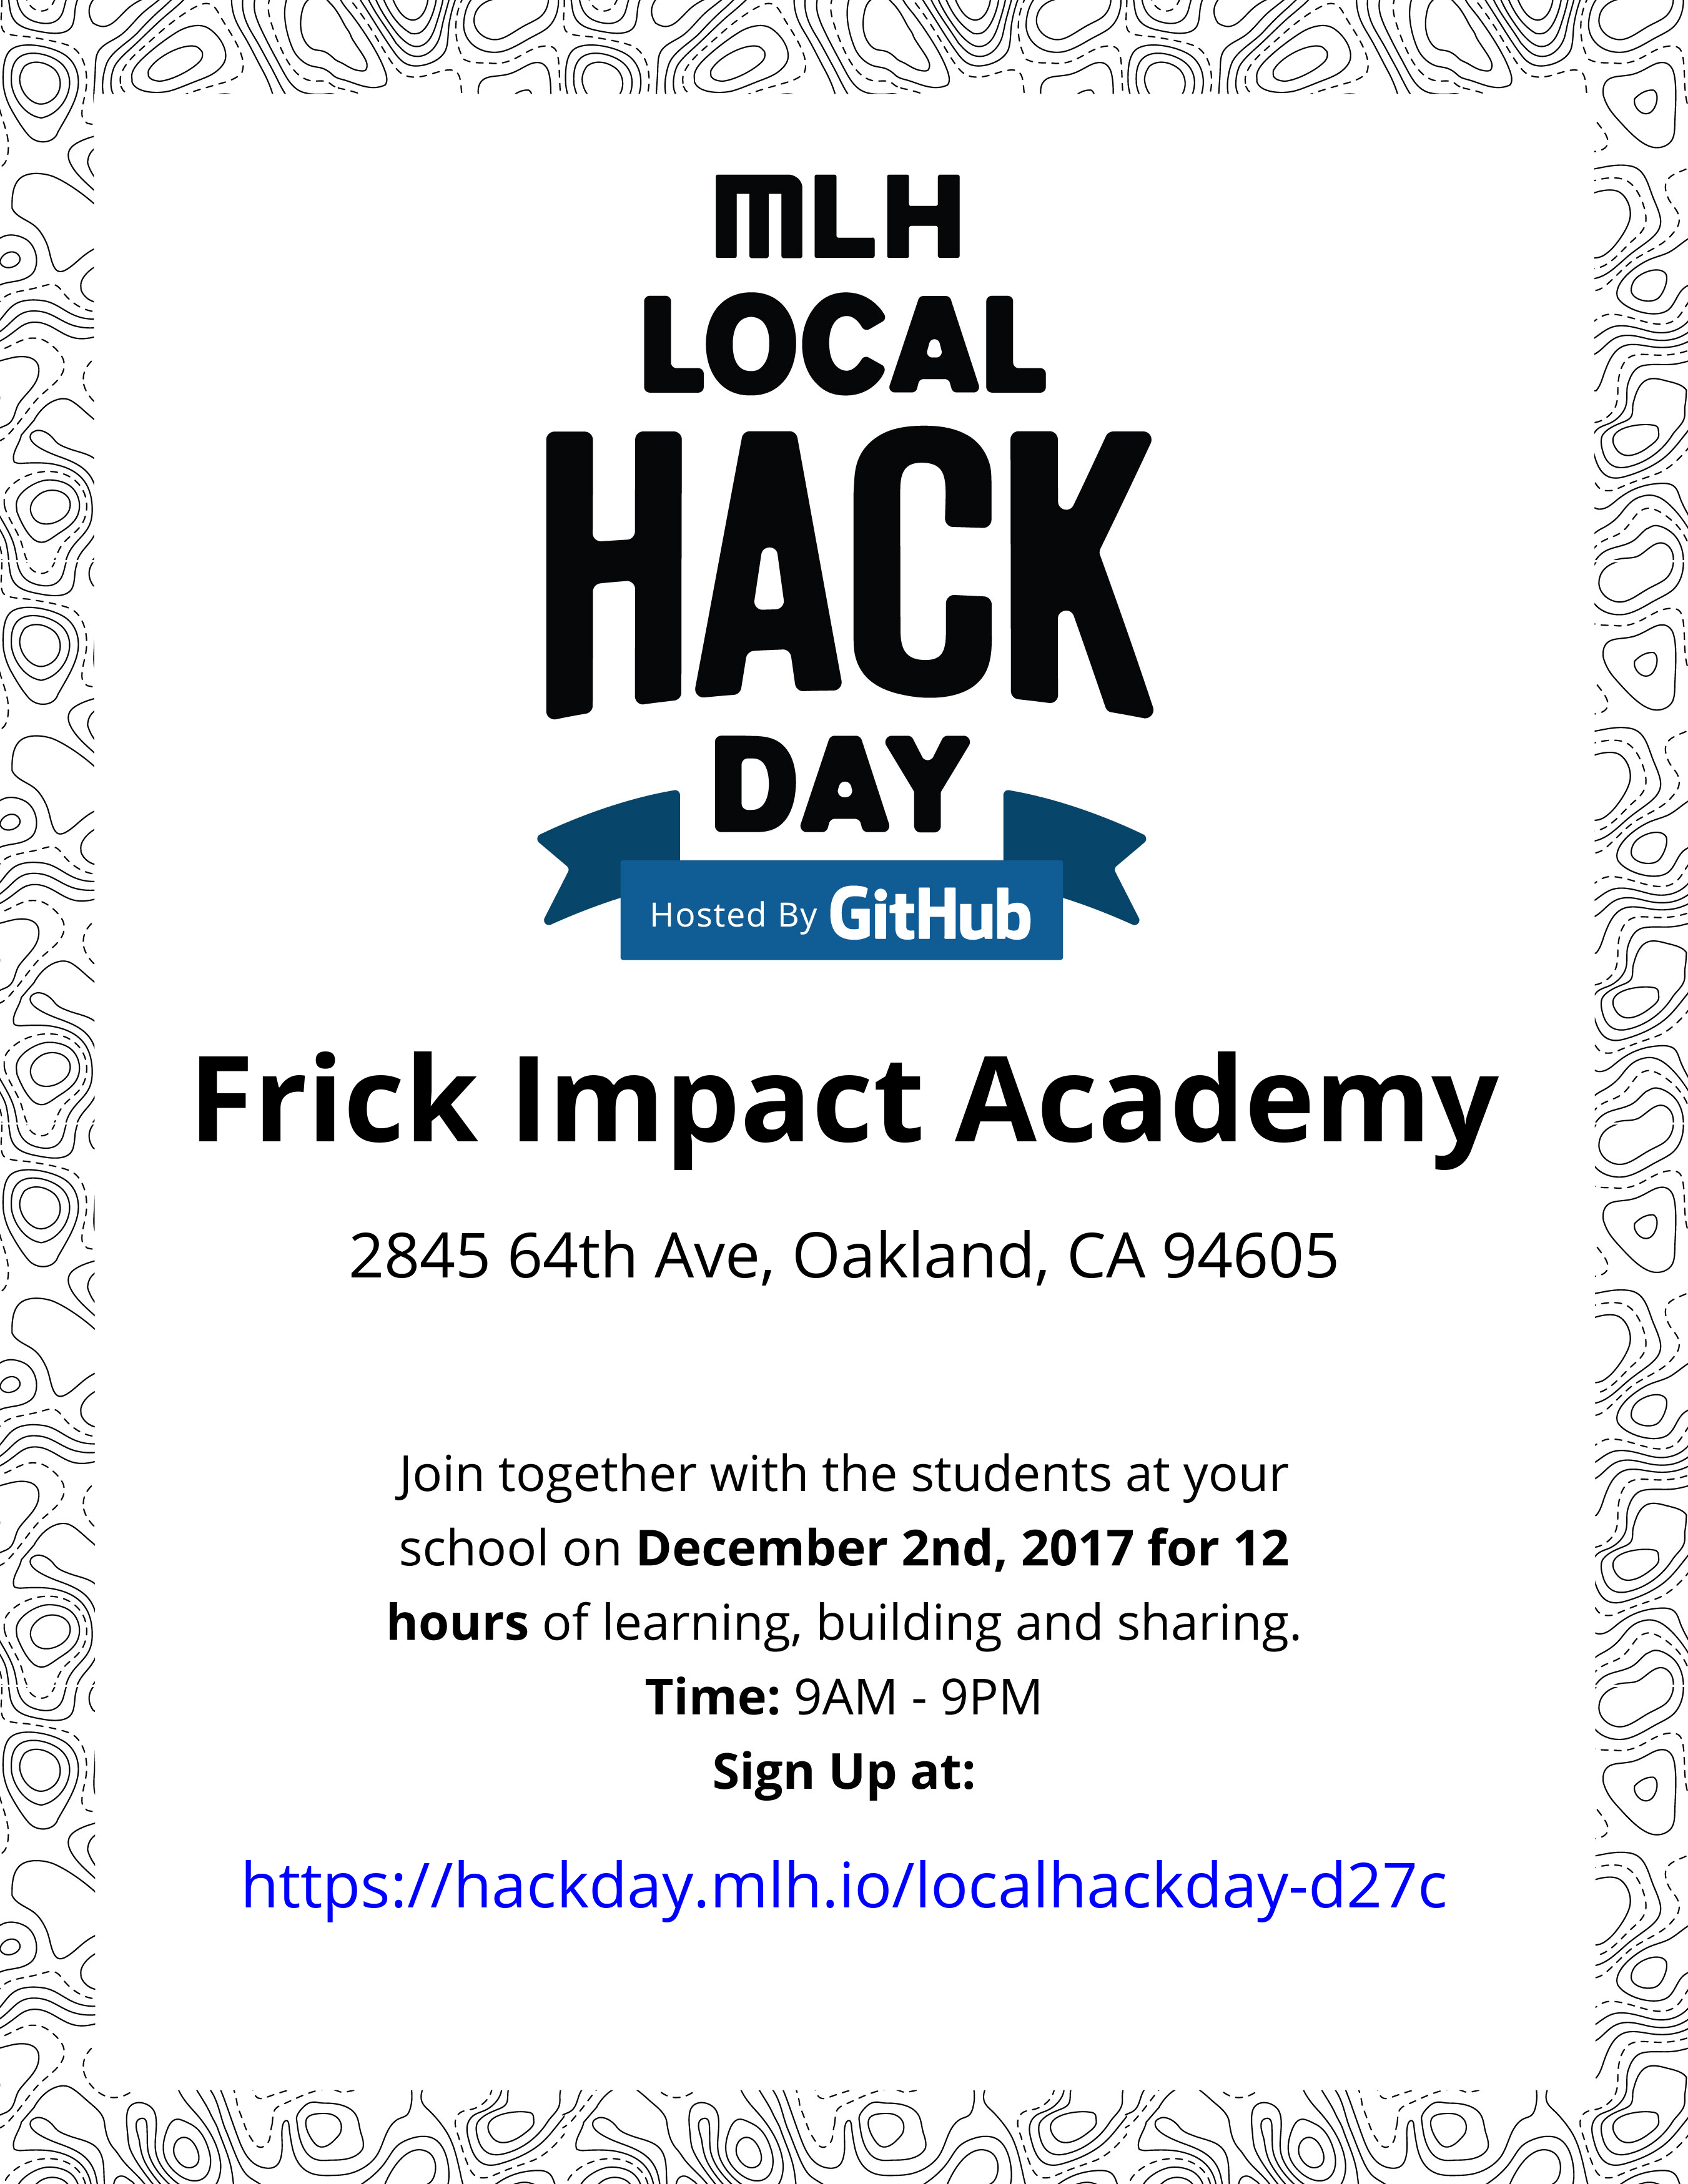 MLH
LOCAL
HACK
DAY
Hosted By GitHub
Frick Impact Academy
2845 64th Ave, Oakland, CA 94605
Join together with the students at your
school on December 2nd, 2017 for 12
hours of learning, building and sharing.
Time: 9AM - 9PM
Sign Up at:
https://hackday.mlh.io/localhackday-d27c